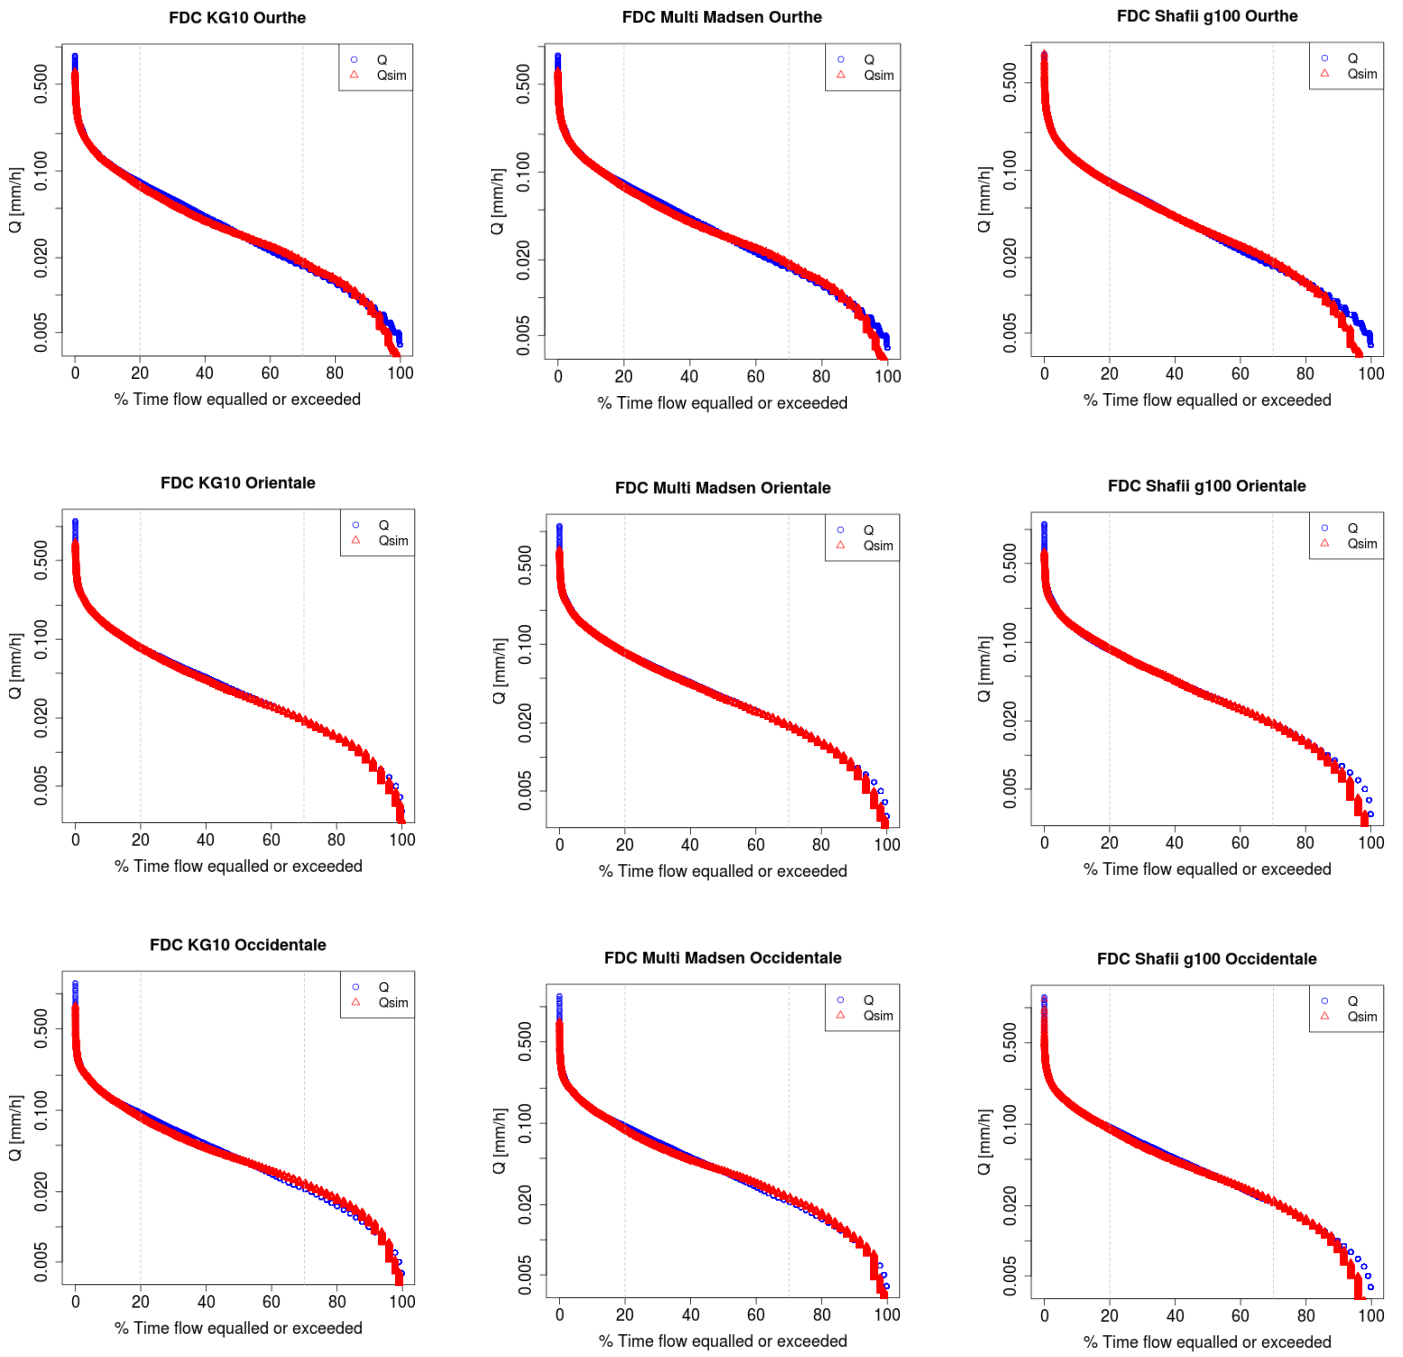 FDC KG10 Ourthe
Q
Qsim
Q [mm/h]
0.500
0.100
0.020
0.005
0 20 40 60 80 100
% Time flow equalled or exceeded
FDC Multi Madsen Ourthe
Q
Qsim
Q [mm/h]
0.500
0.100
0.020
0.005
0 20 40 60 80 100
% Time flow equalled or exceeded
FDC Shafii g100 Ourthe
Q
Qsim
Q [mm/h]
0.500
0.100
0.020
0.005
0 20 40 60 80 100
% Time flow equalled or exceeded
FDC KG10 Orientale
Q
Qsim
Q [mm/h]
0.500
0.100
0.020
0.005
0 20 40 60 80 100
% Time flow equalled or exceeded
FDC Multi Madsen Orientale
Q
Qsim
Q [mm/h]
0.500
0.100
0.020
0.005
0 20 40 60 80 100
% Time flow equalled or exceeded
FDC Shafii g100 Orientale
Q
Qsim
Q [mm/h]
0.500
0.100
0.020
0.005
0 20 40 60 80 100
% Time flow equalled or exceeded
FDC KG10 Occidentale
Q
Qsim
Q [mm/h]
0.500
0.100
0.020
0.005
0 20 40 60 80 100
% Time flow equalled or exceeded
FDC Multi Madsen Occidentale
Q
Qsim
Q [mm/h]
0.500
0.100
0.020
0.005
0 20 40 60 80 100
% Time flow equalled or exceeded
FDC Shafii g100 Occidentale
Q
Qsim
Q [mm/h]
0.500
0.100
0.020
0.005
0 20 40 60 80 100
% Time flow equalled or exceeded